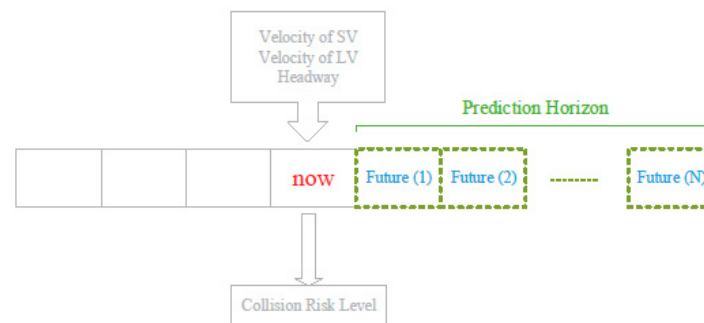 Velocity of SV
Velocity of LV
Headway
Prediction Horizon
now
Future (1)
Future (2)
Future (N)
Collision Risk Level